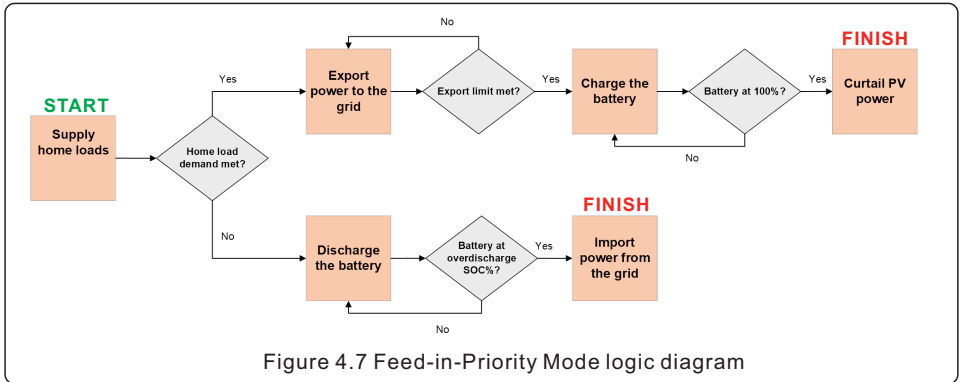 START
Supply
home loads
Home load
demand met?
Yes
No
Export
power to the
grid
No
Export limit met?
Yes
Charge the
battery
Battery at 100%?
No
Yes
FINISH
Curtail PV
power
Discharge
the battery
Battery at
overdischarge
SOC%?
No
Yes
FINISH
Import
power from
the grid
Figure 4.7 Feed-in-Priority Mode logic diagram